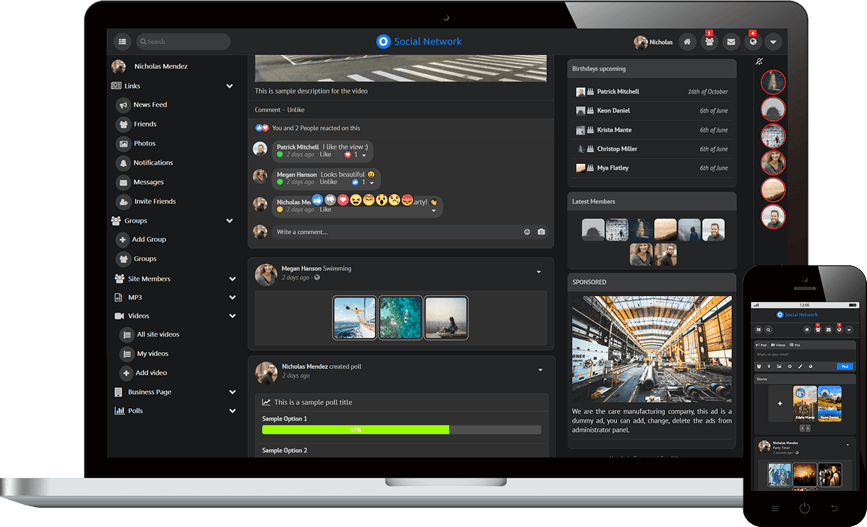 Search
Social Network
Nicholas
1
4
Nicholas Mendez
Links
News Feed
Friends
Photos
Notifications
Messages
Invite Friends
Groups
Add Group
Groups
Site Members
MP3
Videos
All site videos
My videos
Add video
Business Page
Polls
This is sample description for the video
Comment - Unlike
You and 2 People reacted on this
Patrick Mitchell I like the view :)
2 days ago Like 1
Megan Hanson Looks beautiful
2 days ago Unlike 1
Nicholas Me arty!
2 days ago Like
Write a comment...
Megan Hanson Swimming
2 days ago
Nicholas Mendez created poll
2 days ago
This is a sample poll title
Sample Option 1
67%
Sample Option 2
Birthdays upcoming
Patrick Mitchell 16th of October
Keon Daniel 6th of June
Krista Mante 6th of June
Christop Miller 6th of June
Mya Flatley 6th of June
Latest Members
SPONSORED
We are the care manufacturing company, this ad is a
dummy ad, you can add, change, delete the ads from
administrator panel.
12:00
Social Network
Post Videos Poll
What's on your mind?
Post
Stories
Krista Mante
Keon Daniel
Nicholas Mendez
Party Time!
2 seconds ago